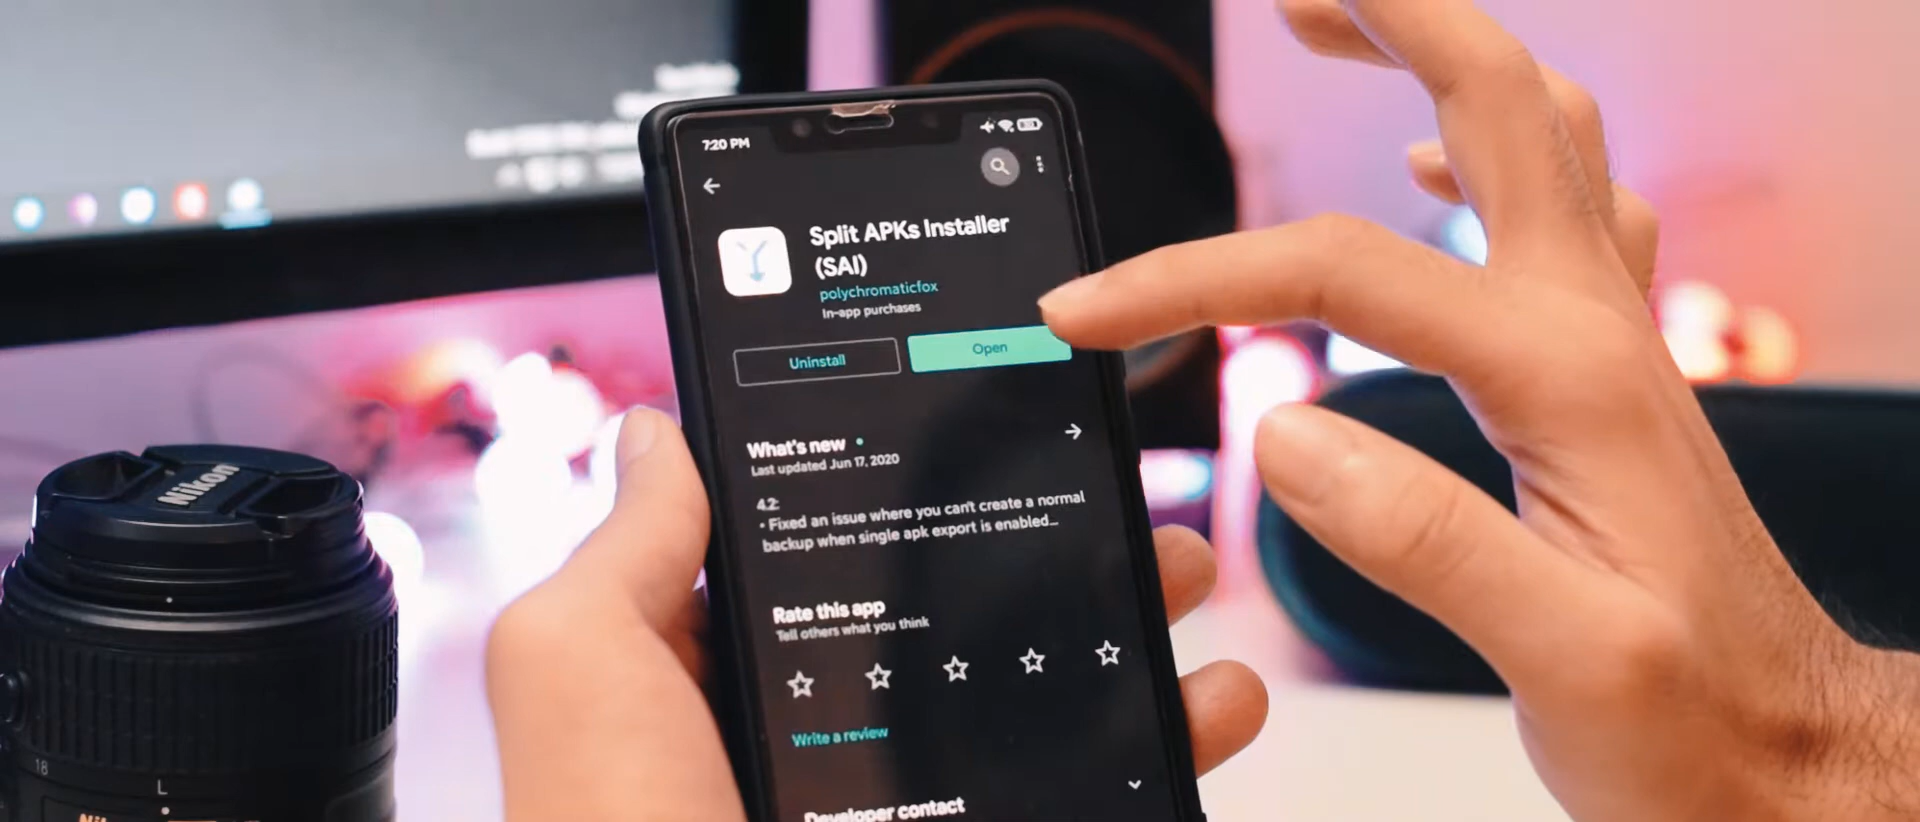 7:20 PM
Split APKs Installer
(SAI)
polychromaticfox
In-app purchases
Uninstall
Open
What's new
Last updated Jun 17, 2020
4.2:
• Fixed an issue where you can't create a normal
backup when single apk export is enabled...
Rate this app
Tell others what you think
Write a review
Developer contact
Nikon
18
L